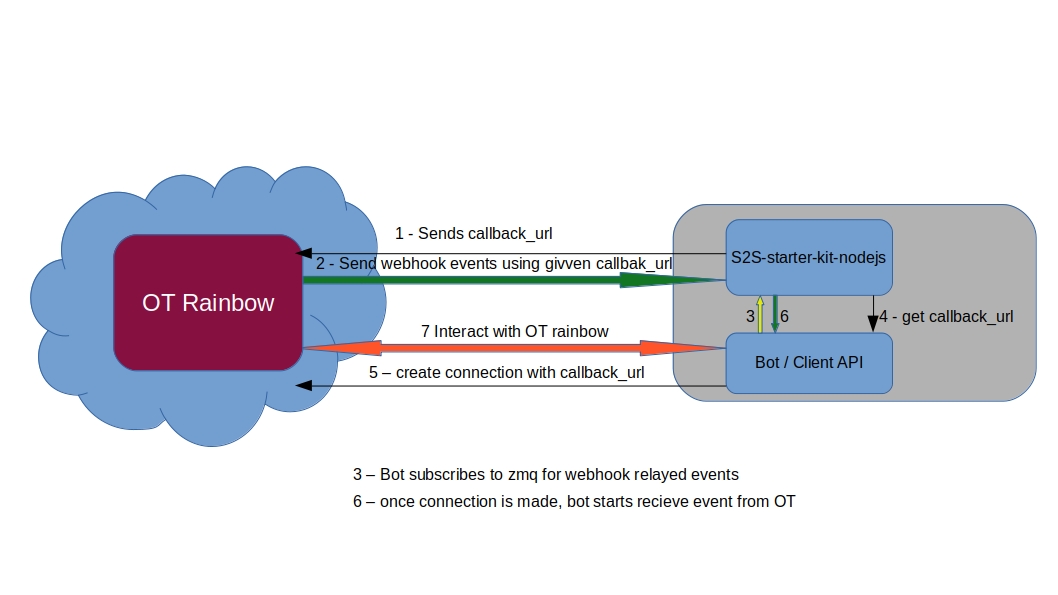 1 - Sends callback_url
S2S-starter-kit-nodejs
2 - Send webhook events using givven callbak_url
OT Rainbow
3
6
4 - get callback_url
7 Interact with OT rainbow
Bot / Client API
5 – create connection with callback_url
3 – Bot subscribes to zmq for webhook relayed events
6 – once connection is made, bot starts recieve event from OT